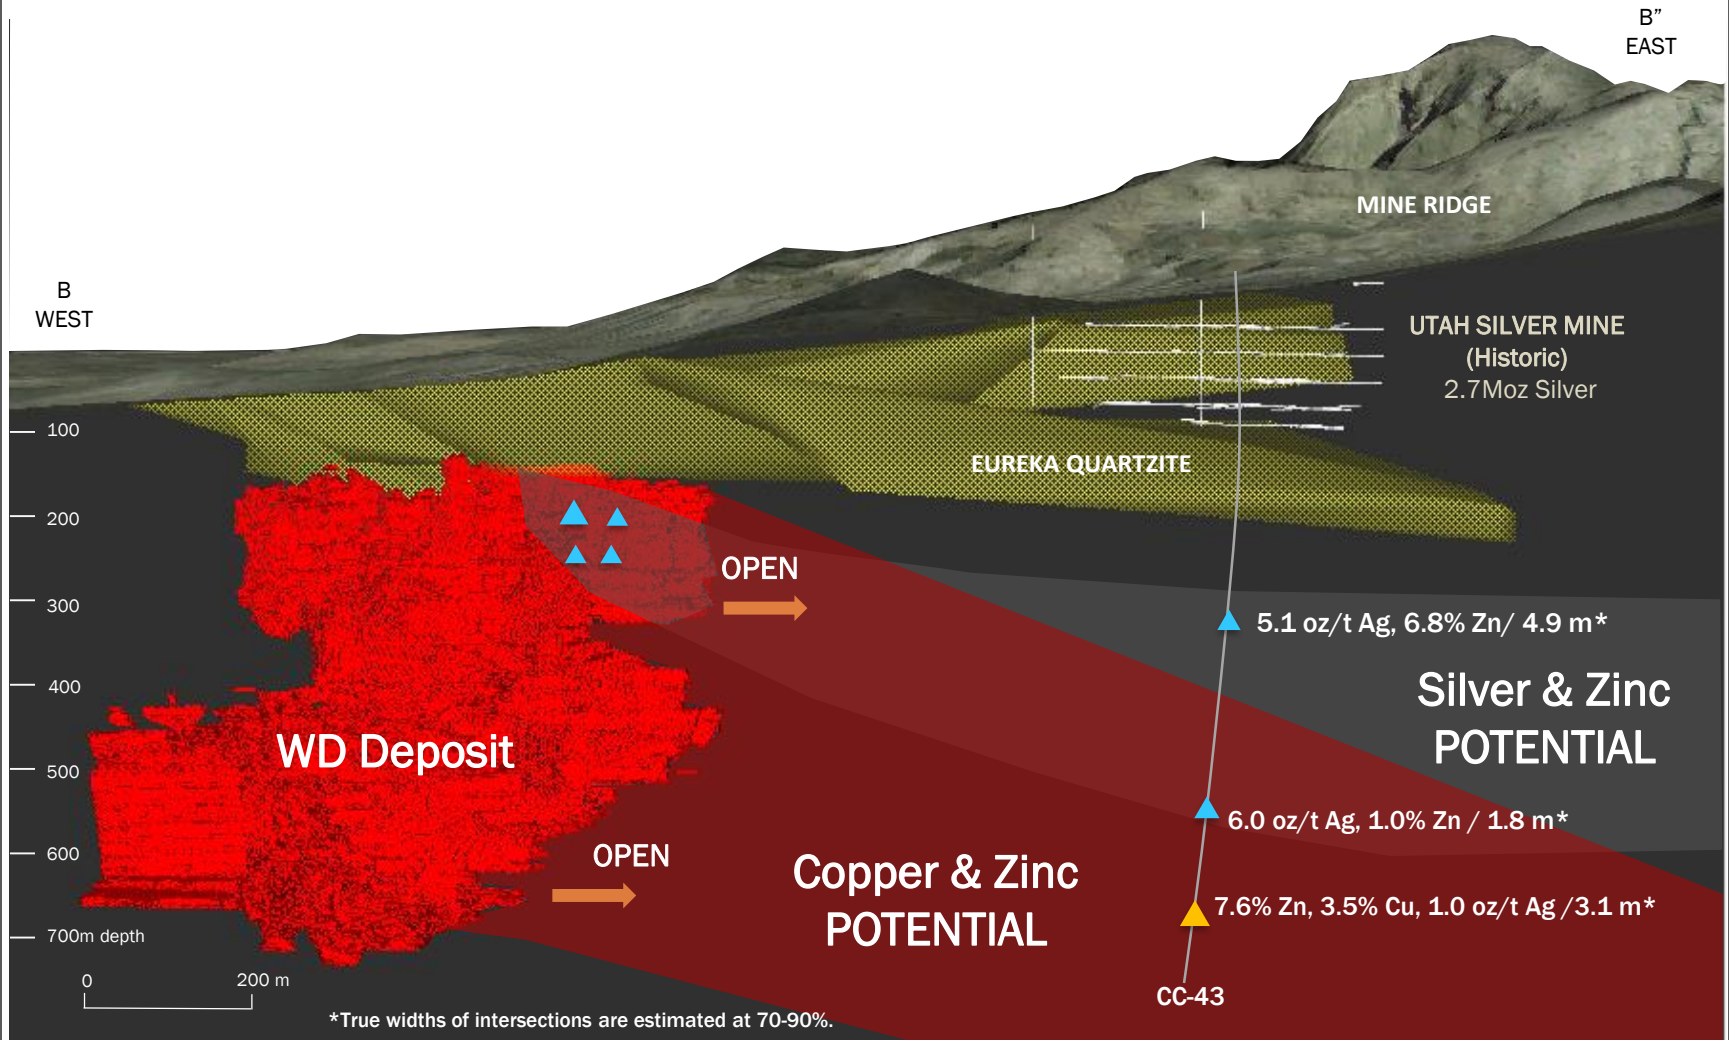 B”
EAST
MINE RIDGE
B
WEST
UTAH SILVER MINE
(Historic)
2.7Moz Silver
100
EUREKA QUARTZITE
200
OPEN
300
5.1 oz/t Ag, 6.8% Zn/ 4.9 m*
400
Silver & Zinc
POTENTIAL
WD Deposit
500
6.0 oz/t Ag, 1.0% Zn / 1.8 m*
600
OPEN
Copper & Zinc
POTENTIAL
7.6% Zn, 3.5% Cu, 1.0 oz/t Ag /3.1 m*
700m depth
0 200 m
CC-43
*True widths of intersections are estimated at 70-90%.